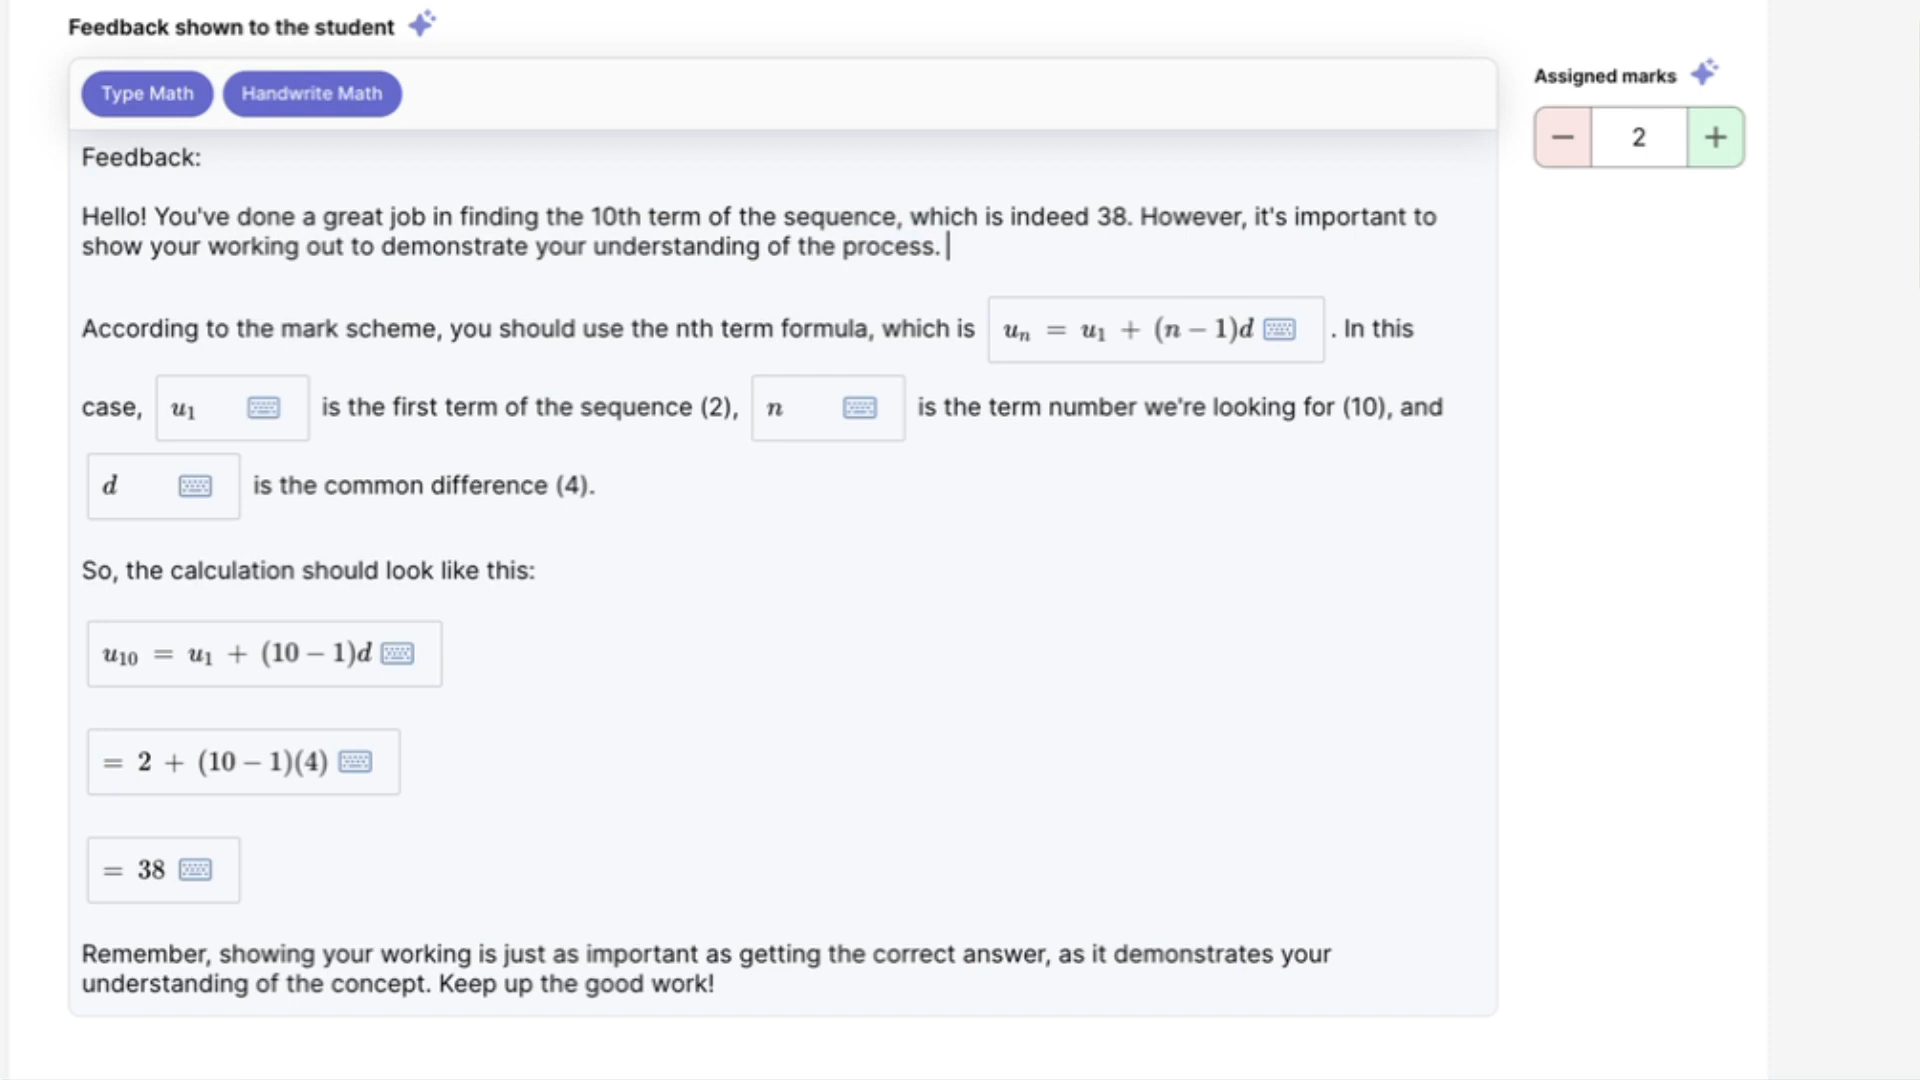 Feedback shown to the student
Assigned marks
Type Math
Handwrite Math
− 2 +
Feedback:
Hello! You've done a great job in finding the 10th term of the sequence, which is indeed 38. However, it's important to
show your working out to demonstrate your understanding of the process.
According to the mark scheme, you should use the nth term formula, which is uₙ = u₁ + (n − 1)d . In this
case, u₁ is the first term of the sequence (2), n is the term number we're looking for (10), and
d is the common difference (4).
So, the calculation should look like this:
u₁₀ = u₁ + (10 − 1)d
= 2 + (10 − 1)(4)
= 38
Remember, showing your working is just as important as getting the correct answer, as it demonstrates your
understanding of the concept. Keep up the good work!